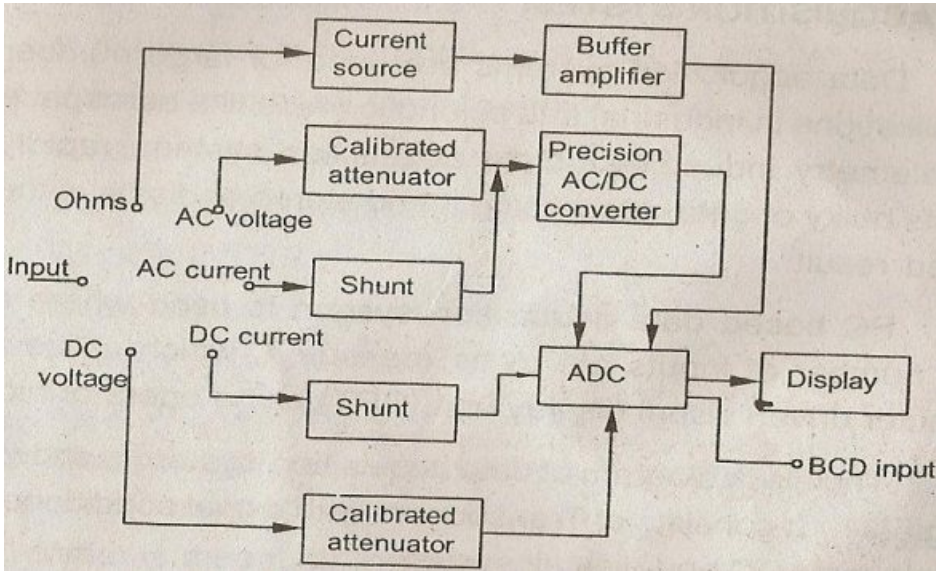 Current
source
Buffer
amplifier
Calibrated
attenuator
Precision
AC/DC
converter
Ohms
AC voltage
Input
AC current
Shunt
DC
voltage
DC current
Shunt
ADC
Display
BCD input
Calibrated
attenuator